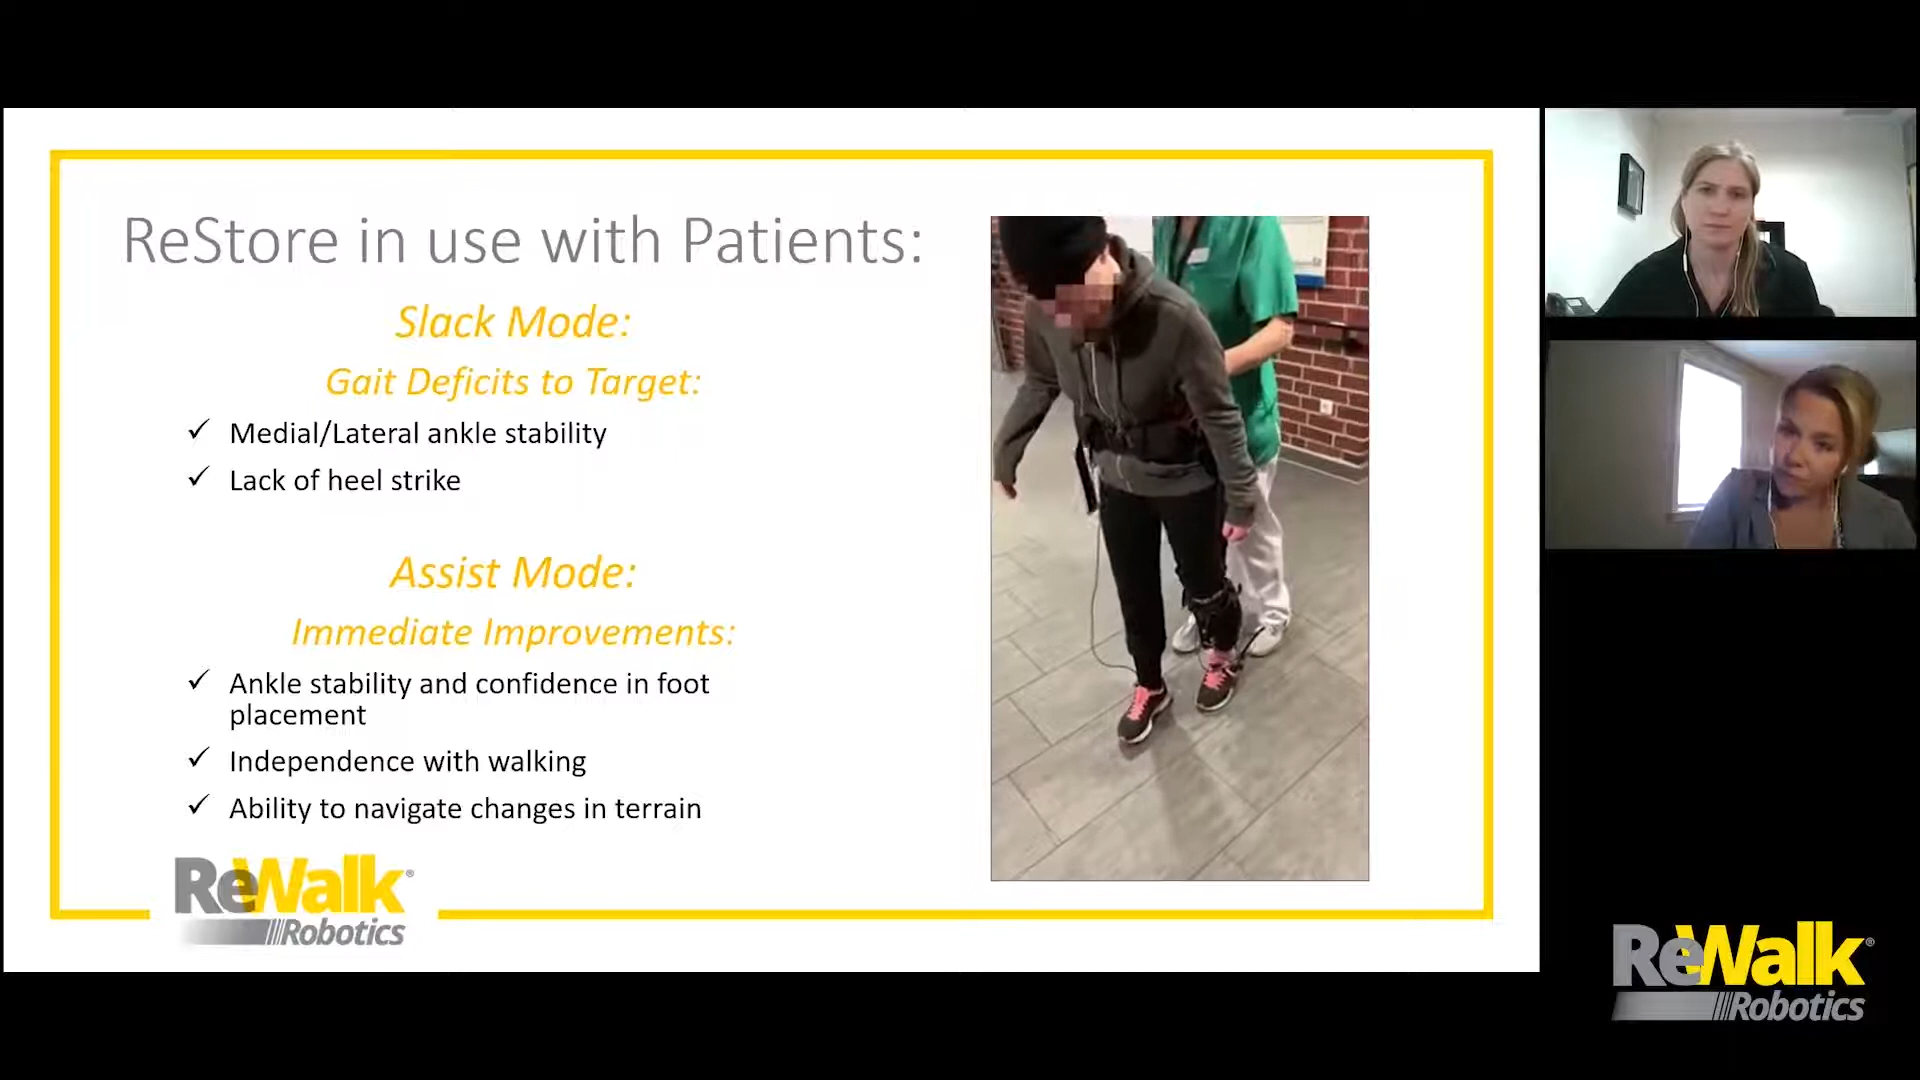 ReStore in use with Patients:
Slack Mode:
Gait Deficits to Target:
✓ Medial/Lateral ankle stability
✓ Lack of heel strike
Assist Mode:
Immediate Improvements:
✓ Ankle stability and confidence in foot
placement
✓ Independence with walking
✓ Ability to navigate changes in terrain
ReWalk®
Robotics
ReWalk®
Robotics